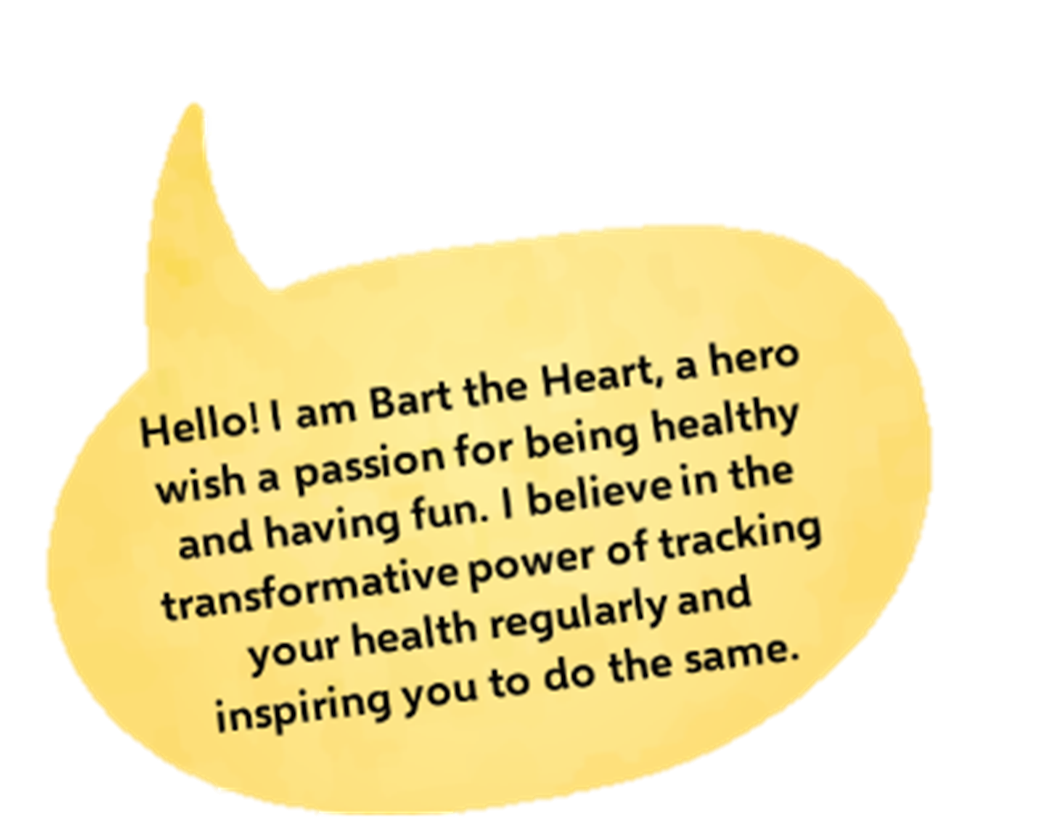 Hello! I am Bart the Heart, a hero
wish a passion for being healthy
and having fun. I believe in the
transformative power of tracking
your health regularly and
inspiring you to do the same.